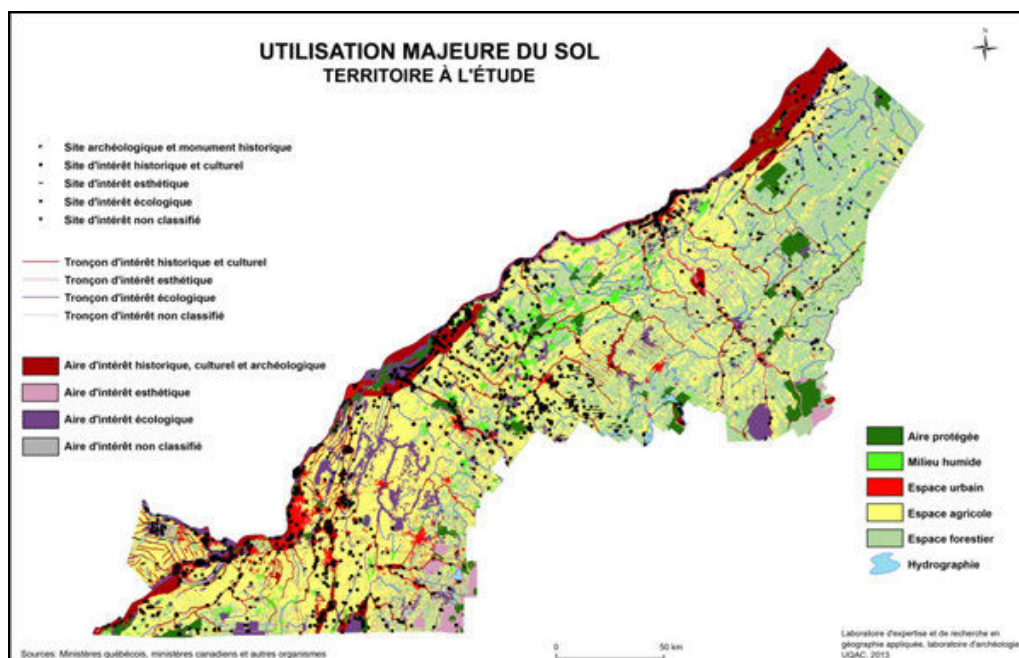 UTILISATION MAJEURE DU SOL
TERRITOIRE À L'ÉTUDE
N
Site archéologique et monument historique
Site d'intérêt historique et culturel
Site d'intérêt esthétique
Site d'intérêt écologique
Site d'intérêt non classifié
Tronçon d'intérêt historique et culturel
Tronçon d'intérêt esthétique
Tronçon d'intérêt écologique
Tronçon d'intérêt non classifié
Aire d'intérêt historique, culturel et archéologique
Aire d'intérêt esthétique
Aire d'intérêt écologique
Aire d'intérêt non classifié
Aire protégée
Milieu humide
Espace urbain
Espace agricole
Espace forestier
Hydrographie
Sources: Ministères québécois, ministères canadiens et autres organismes
0 50 km
Laboratoire d'expertise et de recherche en
géographie appliquée, laboratoire d'archéologie
UQAC, 2013